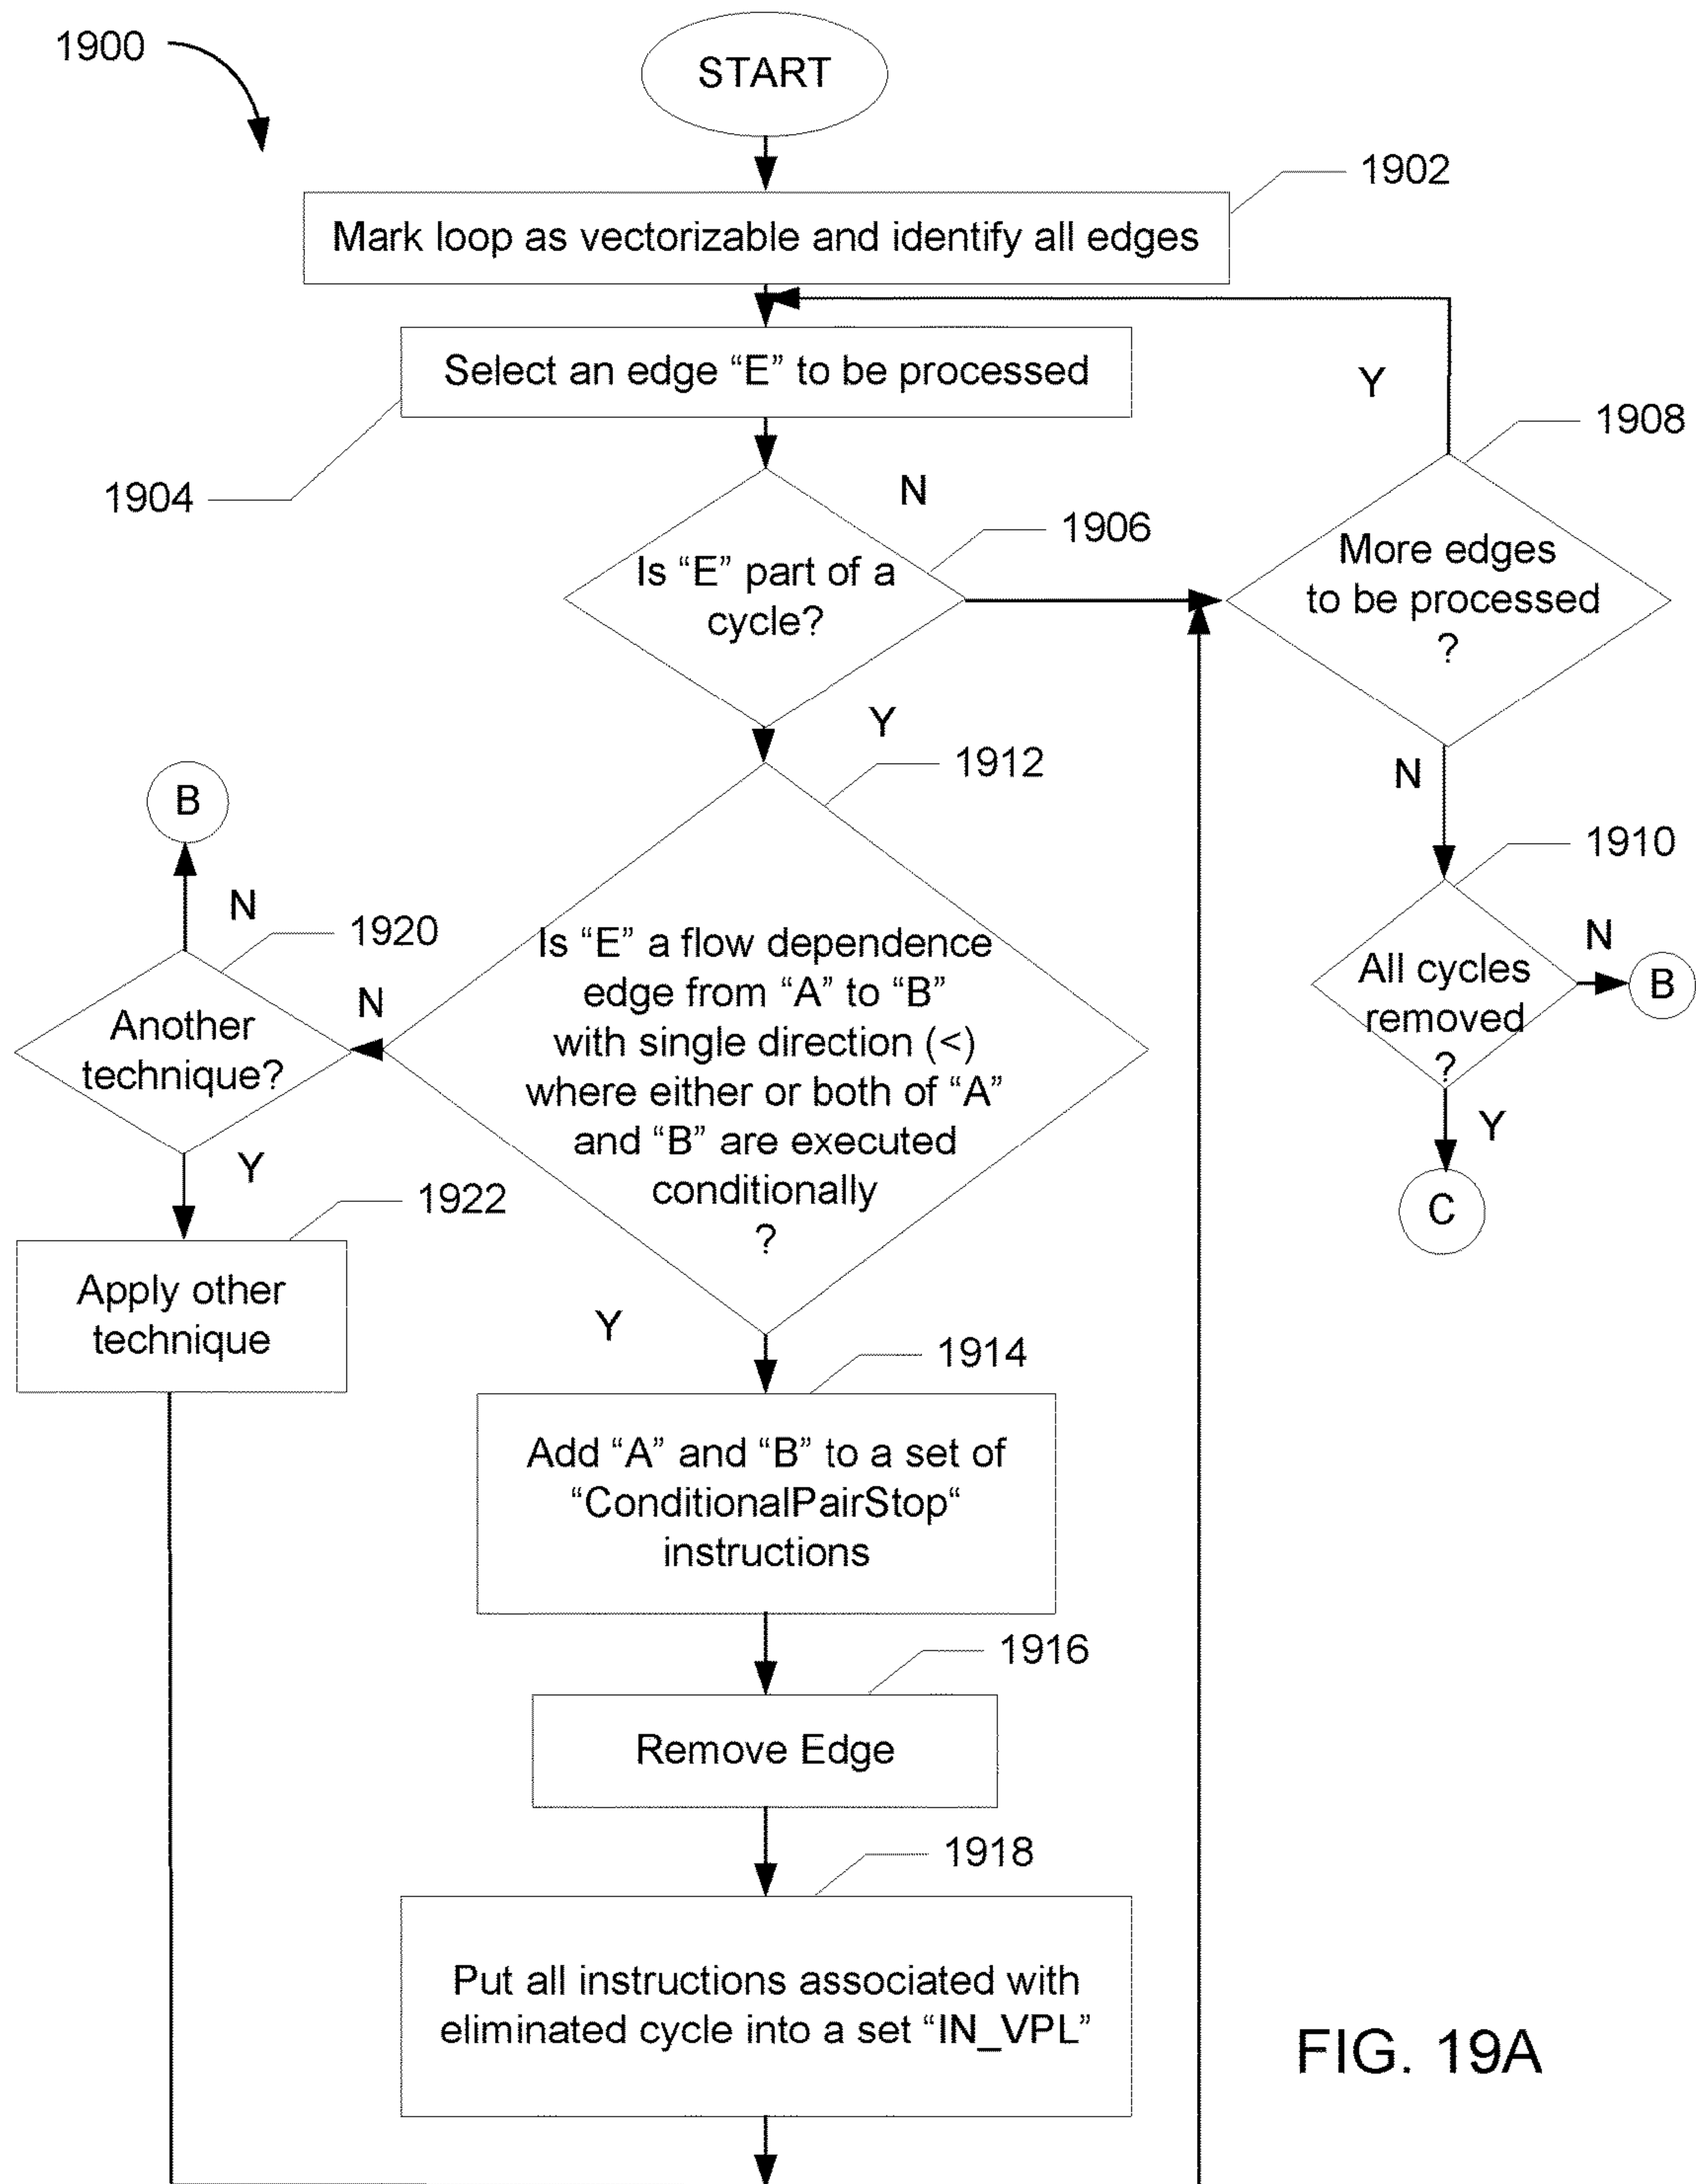 1900
START
1902
Mark loop as vectorizable and identify all edges
Select an edge “E” to be processed
Y
1908
1904
N
1906
Is “E” part of a
cycle?
More edges
to be processed
?
Y
1912
N
B
1910
N
1920
N
Another
technique?
Is “E” a flow dependence
edge from “A” to “B”
with single direction (<)
where either or both of “A”
and “B” are executed
conditionally
?
All cycles
removed
?
N
B
Y
C
Y
1922
Apply other
technique
Y
1914
Add “A” and “B” to a set of
“ConditionalPairStop“
instructions
1916
Remove Edge
1918
Put all instructions associated with
eliminated cycle into a set “IN_VPL”
FIG. 19A